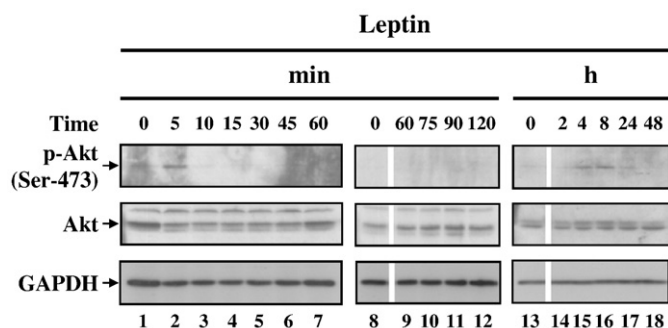 Leptin
min h
Time 0 5 10 15 30 45 60 0 60 75 90 120 0 2 4 8 24 48
p-Akt
(Ser-473)
Akt
GAPDH
1 2 3 4 5 6 7 8 9 10 11 12 13 14 15 16 17 18